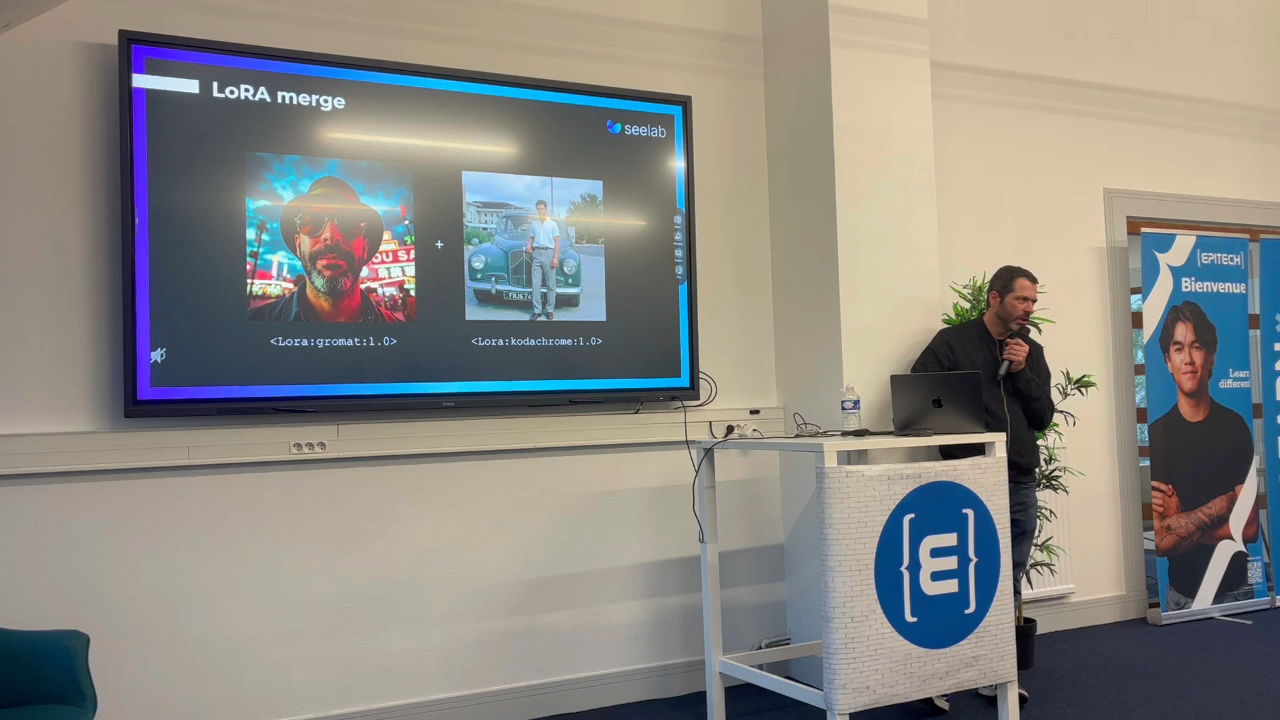 LoRA merge
seelab
+
<Lora:gromat:1.0>
<Lora:kodachrome:1.0>
[EPITECH]
Bienvenue
{E}